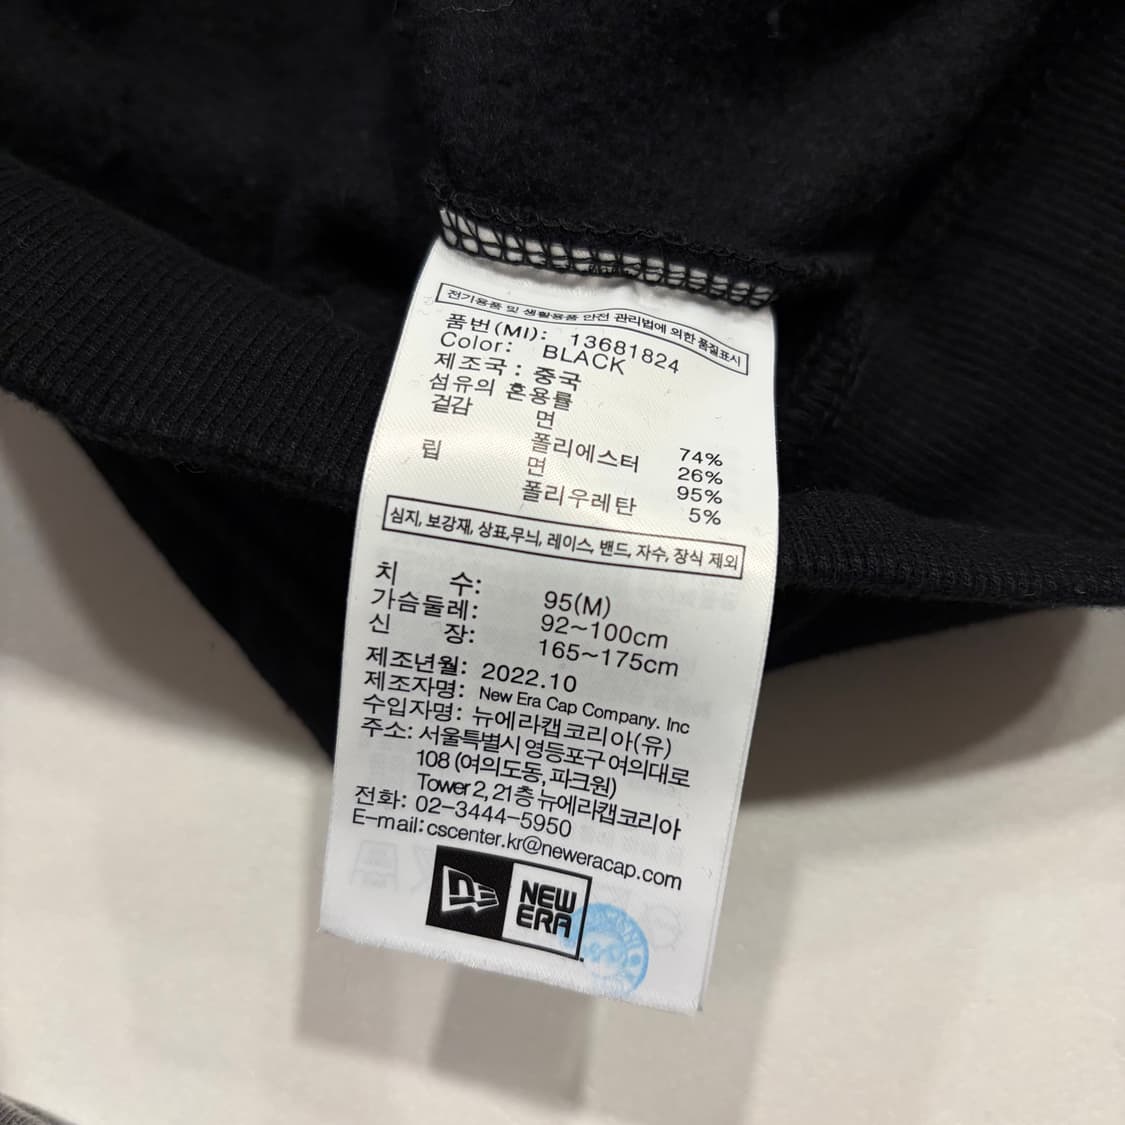 전기용품 및 생활용품 안전 관리법에 의한 품질표시
품번(MI): 13681824
Color: BLACK
제조국: 중국
섬유의 혼용률
겉감 면 74%
폴리에스터 26%
립 면 95%
폴리우레탄 5%
심지, 보강재, 상표,무늬, 레이스, 밴드, 자수, 장식 제외
치 수: 95(M)
가슴둘레: 92~100cm
신 장: 165~175cm
제조년월: 2022.10
제조자명: New Era Cap Company. Inc
수입자명: 뉴에라캡코리아(유)
주소: 서울특별시 영등포구 여의대로
108 (여의도동, 파크원)
Tower 2, 21층 뉴에라캡코리아
전화: 02-3444-5950
E-mail: cscenter.kr@neweracap.com
NE
NEW
ERA